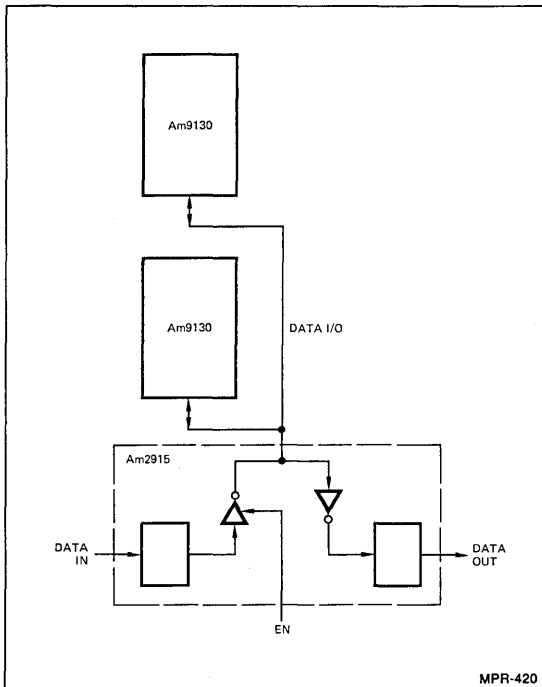 Am9130
Am9130
DATA I/O
Am2915
DATA
IN
DATA
OUT
EN
MPR-420